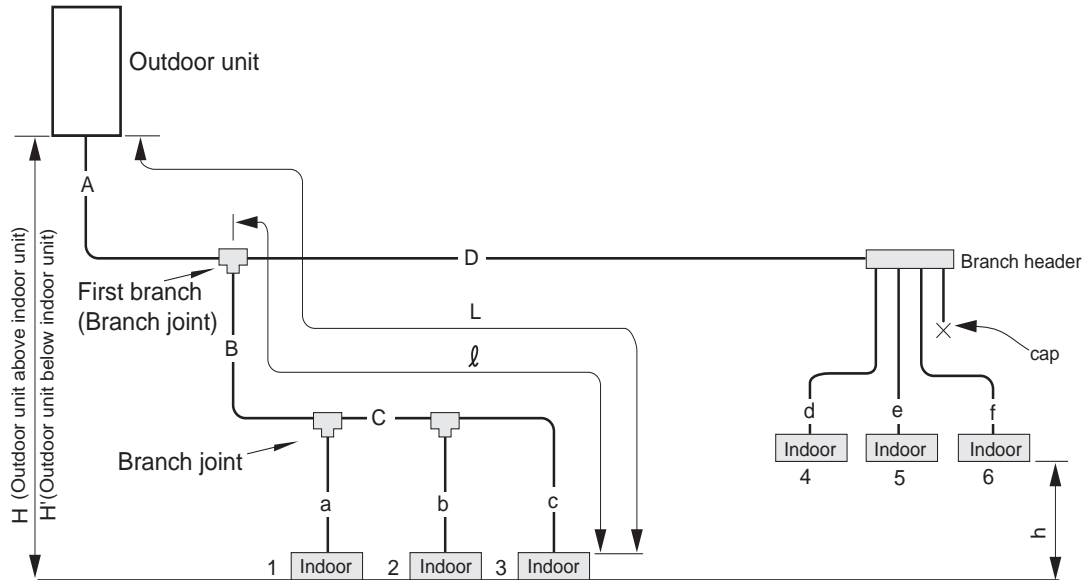 Outdoor unit
A
H (Outdoor unit above indoor unit)
H'(Outdoor unit below indoor unit)
D
Branch header
First branch
(Branch joint)
L
B
ℓ
cap
C
Branch joint
d
e
f
Indoor
Indoor
Indoor
4
5
6
a
b
c
h
1
Indoor
2
Indoor
3
Indoor